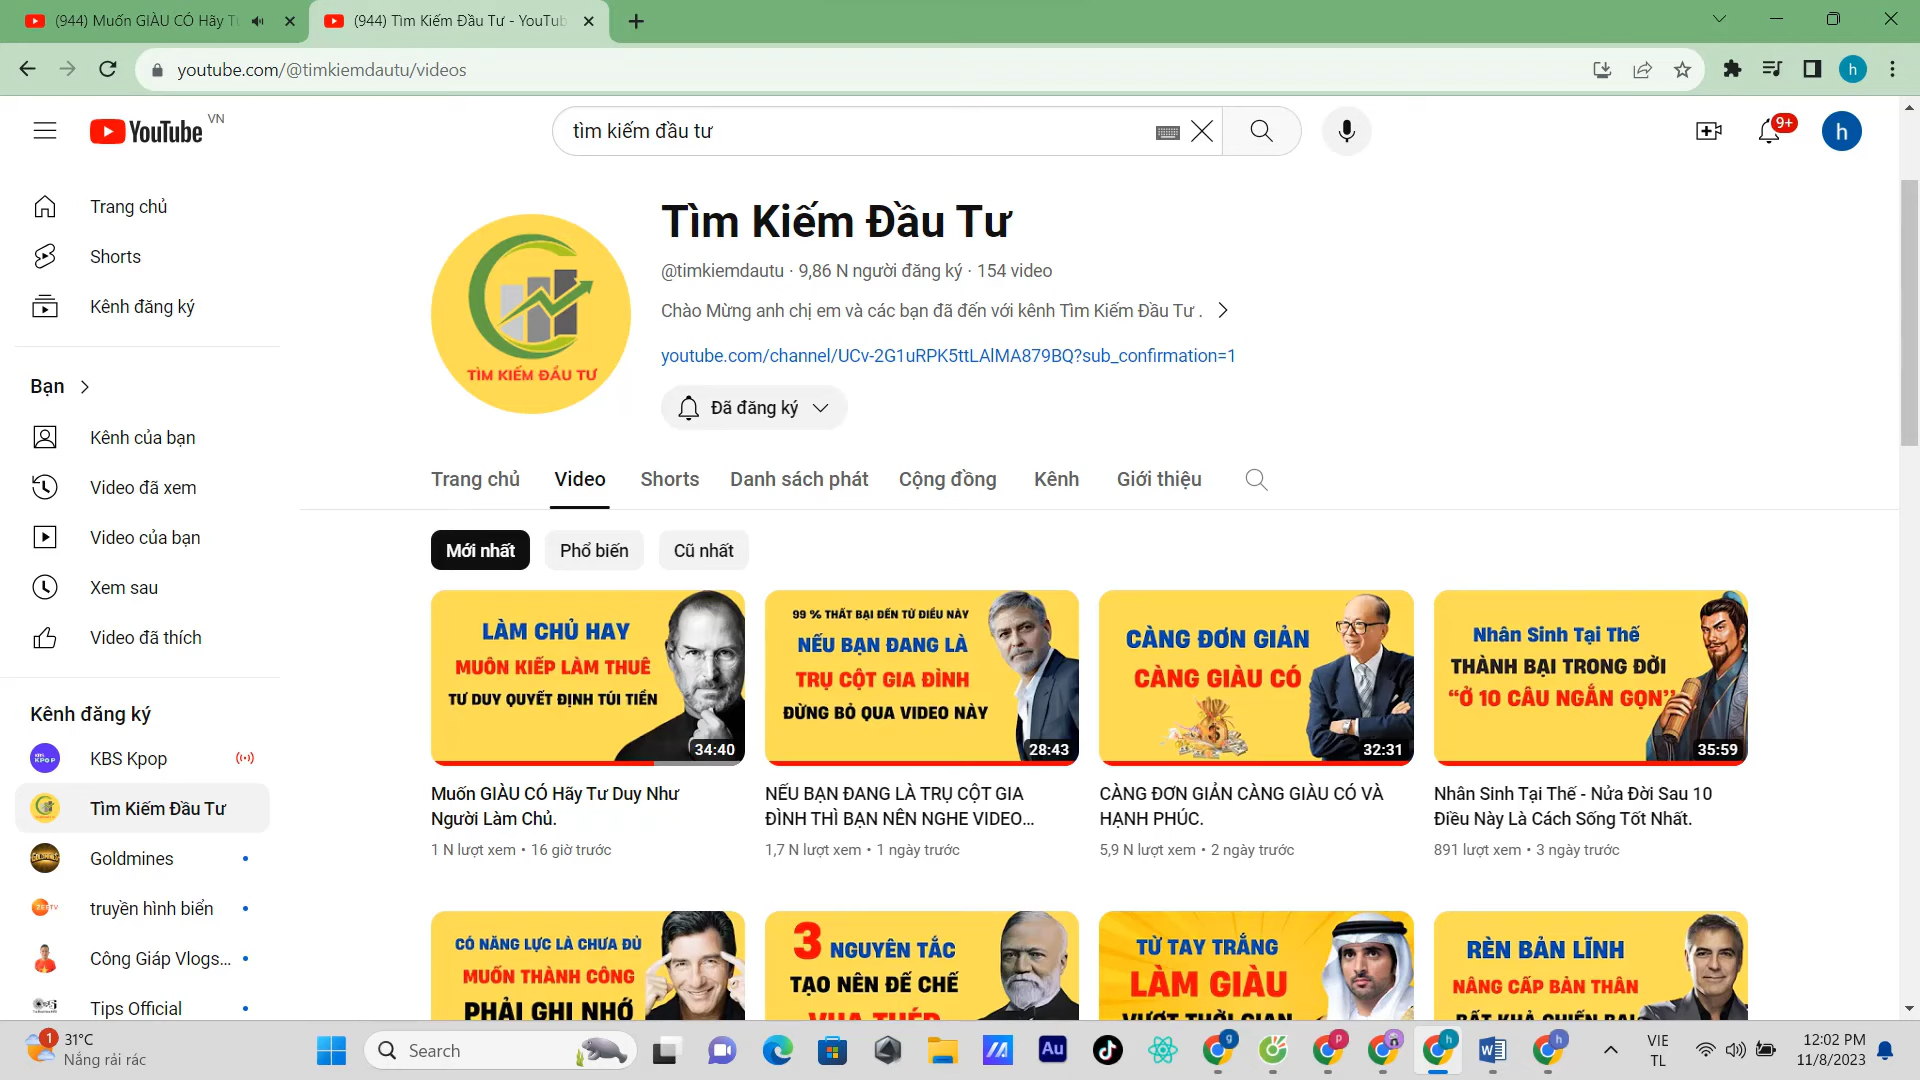 (944) Muốn GIÀU CÓ Hãy T
(944) Tìm Kiếm Đầu Tư - YouTub
youtube.com/@timkiemdautu/videos
h
YouTube VN
tìm kiếm đầu tư
9+
h
Trang chủ
Shorts
Kênh đăng ký
Bạn
Kênh của bạn
Video đã xem
Video của bạn
Xem sau
Video đã thích
Kênh đăng ký
KBS Kpop
Tìm Kiếm Đầu Tư
Goldmines
truyền hình biển
Công Giáp Vlogs...
Tips Official
TÌM KIẾM ĐẦU TƯ
Tìm Kiếm Đầu Tư
@timkiemdautu · 9,86 N người đăng ký · 154 video
Chào Mừng anh chị em và các bạn đã đến với kênh Tìm Kiếm Đầu Tư .
youtube.com/channel/UCv-2G1uRPK5ttLAlMA879BQ?sub_confirmation=1
Đã đăng ký
Trang chủ Video Shorts Danh sách phát Cộng đồng Kênh Giới thiệu
Mới nhất Phổ biến Cũ nhất
LÀM CHỦ HAY
MUÔN KIẾP LÀM THUÊ
TƯ DUY QUYẾT ĐỊNH TÚI TIỀN
34:40
Muốn GIÀU CÓ Hãy Tư Duy Như
Người Làm Chủ.
1 N lượt xem • 16 giờ trước
99 % THẤT BẠI ĐẾN TỪ ĐIỀU NÀY
NẾU BẠN ĐANG LÀ
TRỤ CỘT GIA ĐÌNH
ĐỪNG BỎ QUA VIDEO NÀY
28:43
NẾU BẠN ĐANG LÀ TRỤ CỘT GIA
ĐÌNH THÌ BẠN NÊN NGHE VIDEO...
1,7 N lượt xem • 1 ngày trước
CÀNG ĐƠN GIẢN
CÀNG GIÀU CÓ
32:31
CÀNG ĐƠN GIẢN CÀNG GIÀU CÓ VÀ
HẠNH PHÚC.
5,9 N lượt xem • 2 ngày trước
Nhân Sinh Tại Thế
THÀNH BẠI TRONG ĐỜI
“Ở 10 CÂU NGẮN GỌN”
35:59
Nhân Sinh Tại Thế - Nửa Đời Sau 10
Điều Này Là Cách Sống Tốt Nhất.
891 lượt xem • 3 ngày trước
CÓ NĂNG LỰC LÀ CHƯA ĐỦ
MUỐN THÀNH CÔNG
PHẢI GHI NHỚ
3 NGUYÊN TẮC
TẠO NÊN ĐẾ CHẾ
VUA THÉP
TỪ TAY TRẮNG
LÀM GIÀU
VƯỢT THỜI GIAN
RÈN BẢN LĨNH
NÂNG CẤP BẢN THÂN
BẤT KHẢ CHIẾN BẠI
1
31°C
Nắng rải rác
Search
Au
g
p
n
h
h
VIE
TL
12:02 PM
11/8/2023